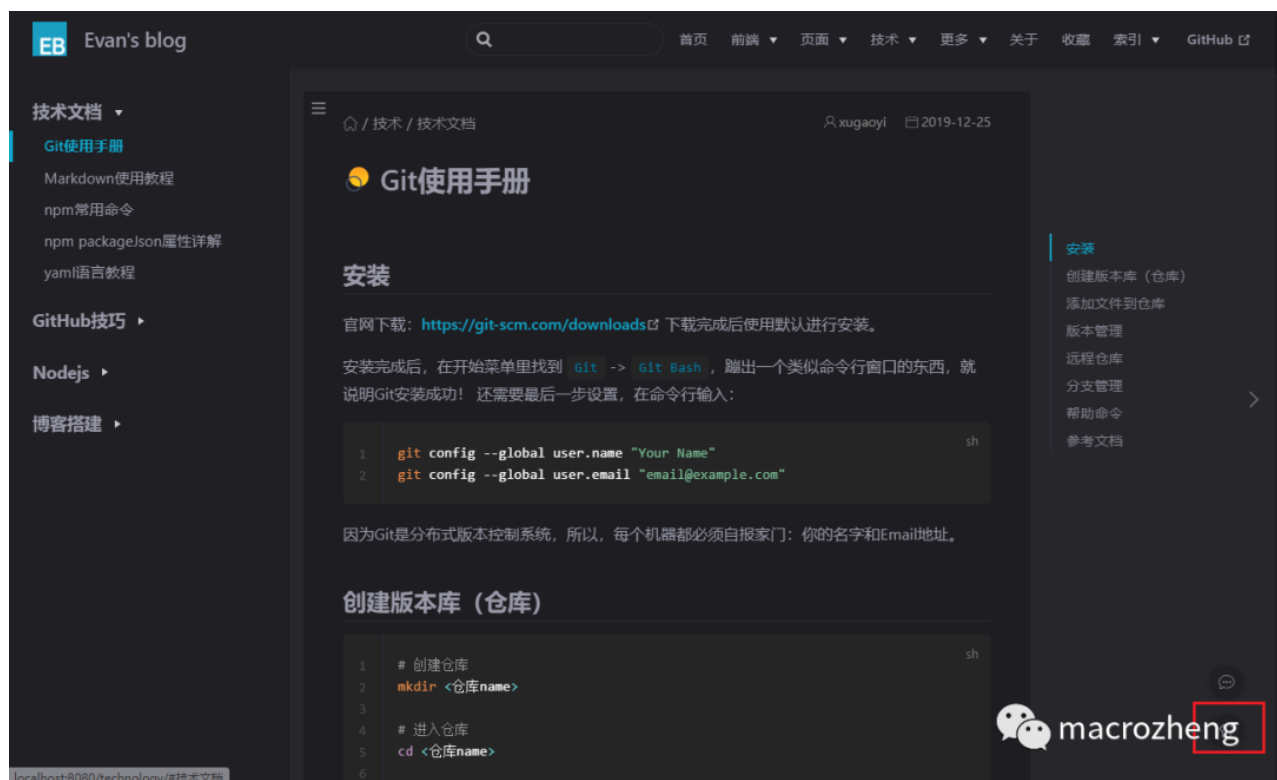 EB
Evan's blog
首页 前端 页面 技术 更多 关于 收藏 索引 GitHub
技术文档
Git使用手册
Markdown使用教程
npm常用命令
npm packageJson属性详解
yaml语言教程
GitHub技巧
Nodejs
博客搭建
/ 技术 / 技术文档
xugaoyi 2019-12-25
Git使用手册
安装
官网下载：https://git-scm.com/downloads 下载完成后使用默认进行安装。
安装完成后，在开始菜单里找到 Git -> Git Bash ，蹦出一个类似命令行窗口的东西，就
说明Git安装成功！ 还需要最后一步设置，在命令行输入：
sh
1 git config --global user.name "Your Name"
2 git config --global user.email "email@example.com"
因为Git是分布式版本控制系统，所以，每个机器都必须自报家门：你的名字和Email地址。
创建版本库（仓库）
sh
1 # 创建仓库
2 mkdir <仓库name>
3
4 # 进入仓库
5 cd <仓库name>
6
安装
创建版本库（仓库）
添加文件到仓库
版本管理
远程仓库
分支管理
帮助命令
参考文档
macrozheng
localhost:8080/technology/#技术文档